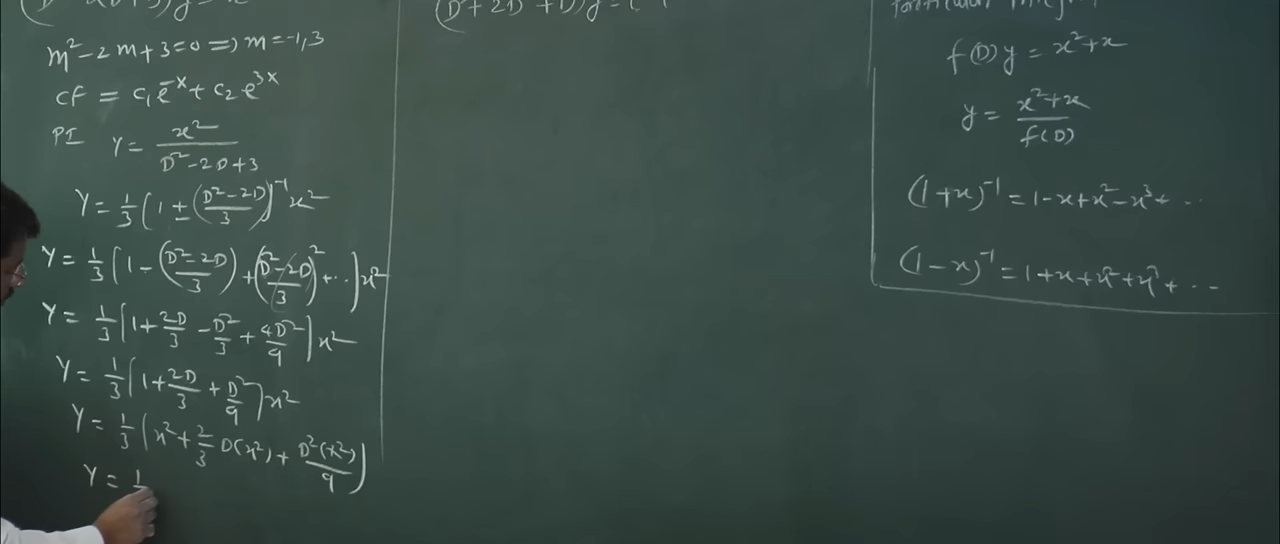 m² - 2m + 3 = 0 => m = -1, 3
CF = C₁e^-x + C₂e^3x
PI y = x² / (D² - 2D + 3)
y = 1/3 (1 ± ((D² - 2D)/3))^-1 x²
y = 1/3 [1 - ((D² - 2D)/3) + ((D² - 2D)/3)² + ...] x²
y = 1/3 [1 + 2D/3 - D²/3 + 4D²/9] x²
y = 1/3 [1 + 2D/3 + D²/9] x²
y = 1/3 (x² + 2/3 D(x²) + D²(x²)/9)
y = 1
(D + 2D + D) y =
f(D)y = x² + x
y = (x² + x) / f(D)
(1 + x)^-1 = 1 - x + x² - x³ + ...
(1 - x)^-1 = 1 + x + x² + x³ + ...